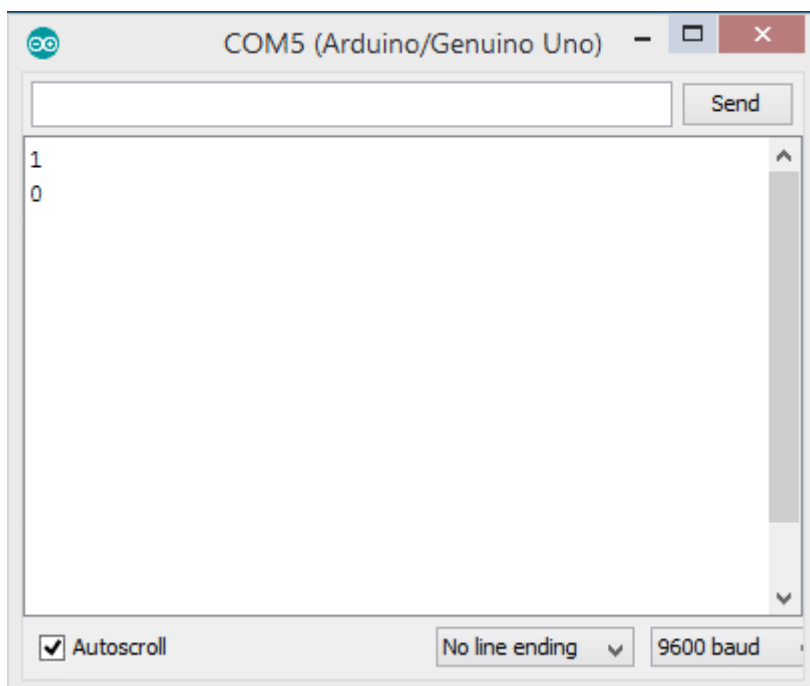 COM5 (Arduino/Genuino Uno)
Send
1
0
Autoscroll
No line ending
9600 baud